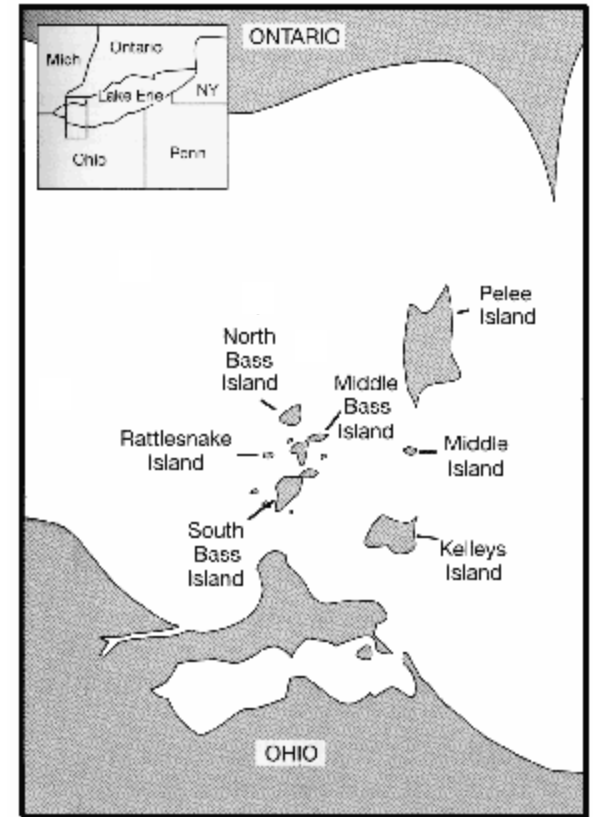 ONTARIO
Mich
Ontario
Lake Erie
NY
Ohio
Penn
Pelee
Island
North
Bass
Island
Middle
Bass
Island
Rattlesnake
Island
Middle
Island
South
Bass
Island
Kelleys
Island
OHIO